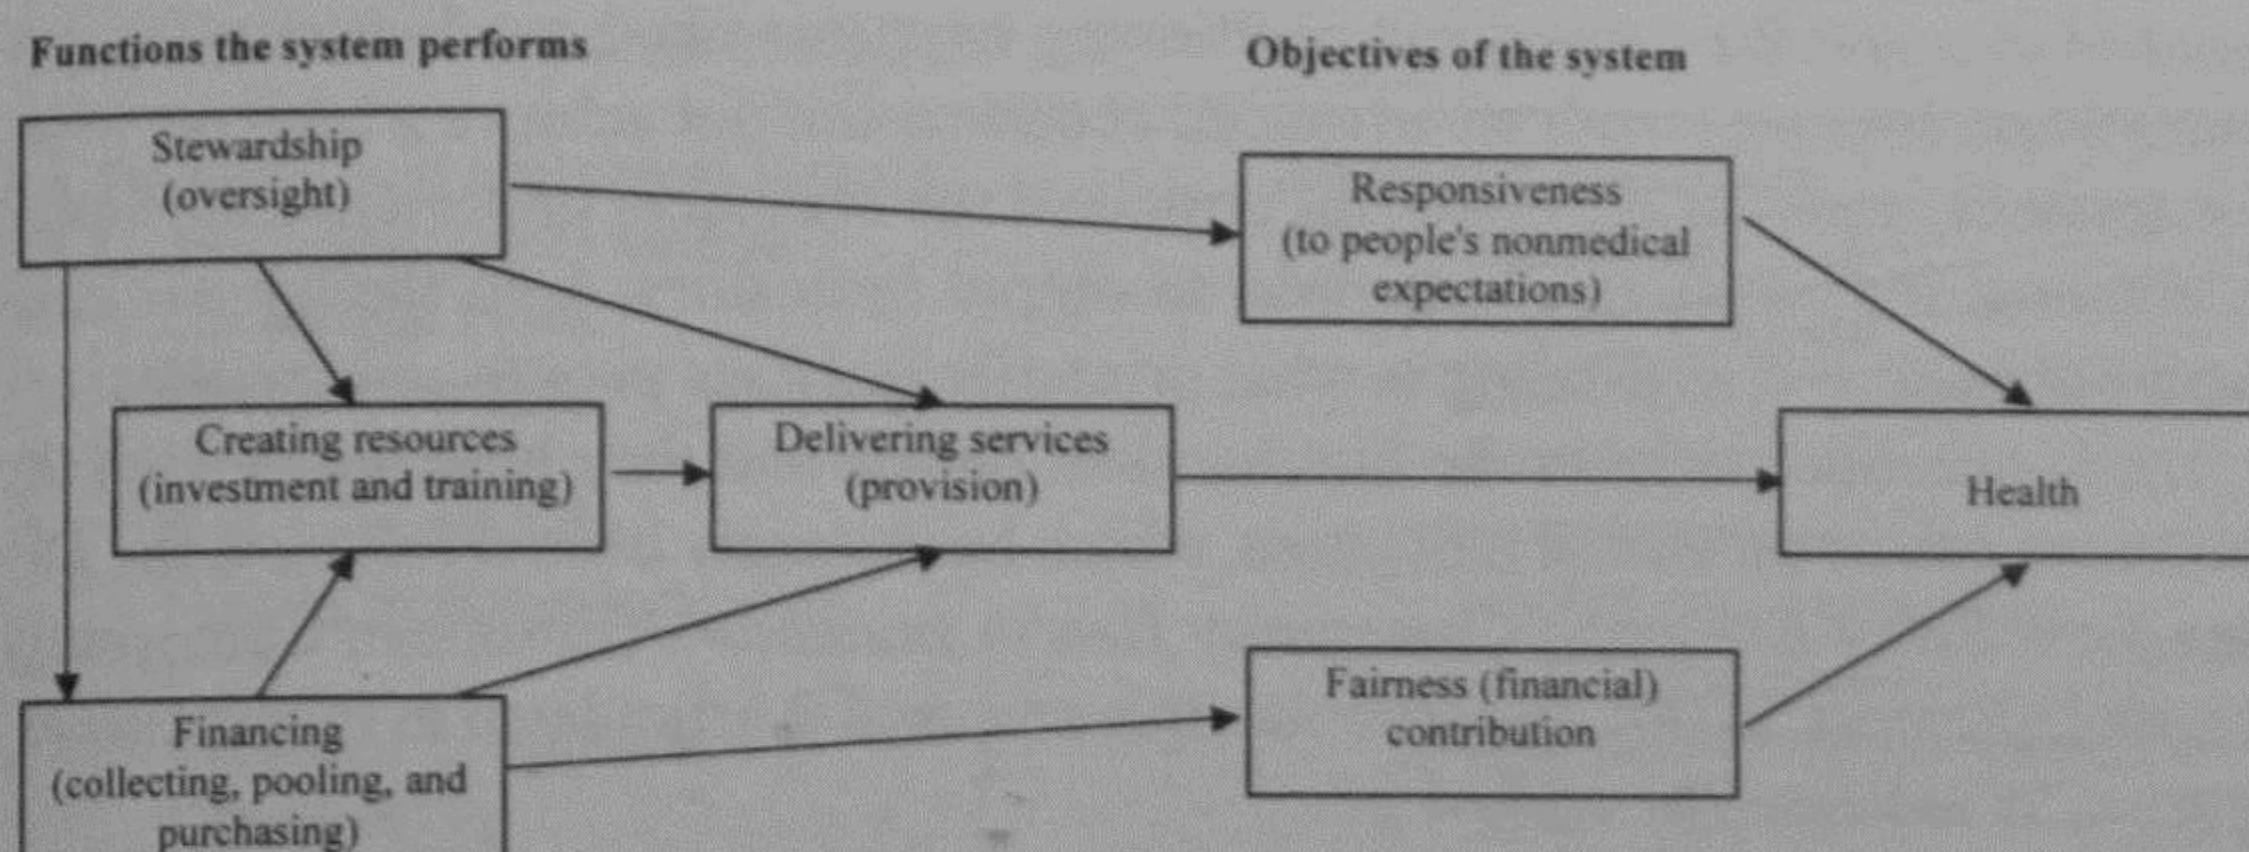 Functions the system performs
Objectives of the system
Stewardship
(oversight)
Responsiveness
(to people's nonmedical
expectations)
Creating resources
(investment and training)
Delivering services
(provision)
Health
Fairness (financial)
contribution
Financing
(collecting, pooling, and
purchasing)